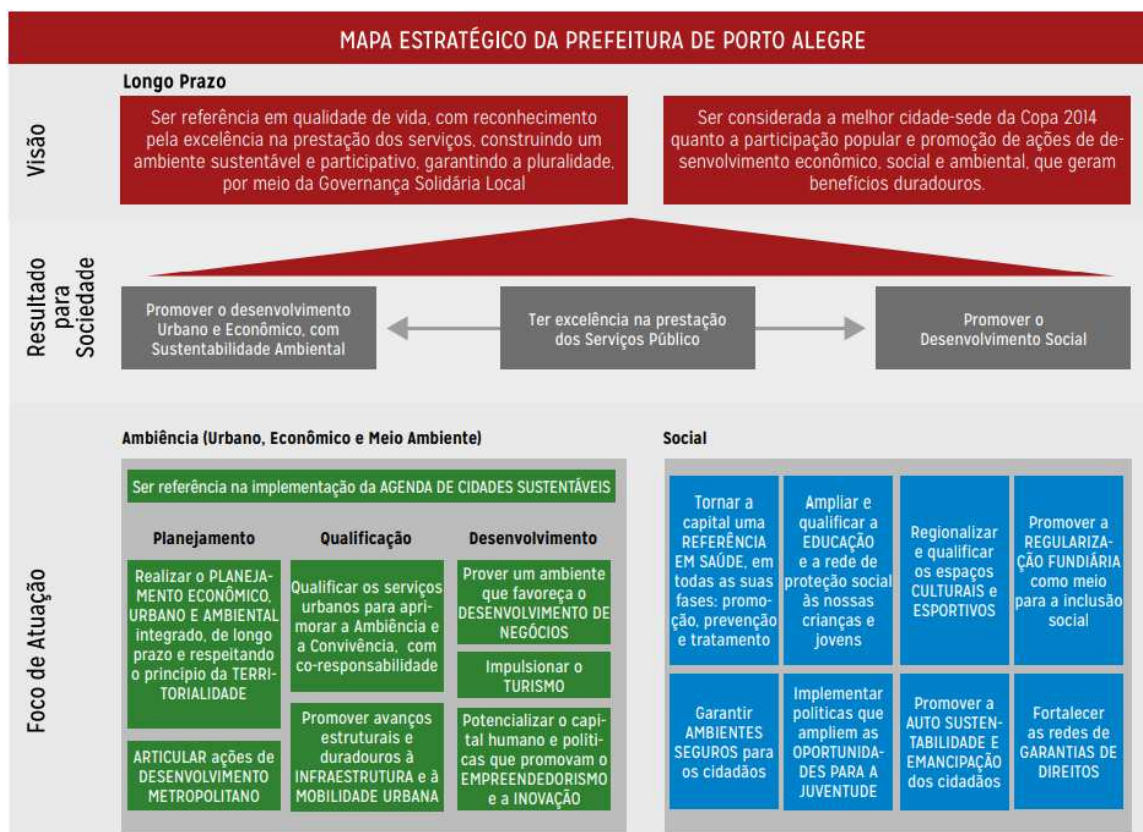 MAPA ESTRATÉGICO DA PREFEITURA DE PORTO ALEGRE
Visão
Longo Prazo
Ser referência em qualidade de vida, com reconhecimento
pela excelência na prestação dos serviços, construindo um
ambiente sustentável e participativo, garantindo a pluralidade,
por meio da Governança Solidária Local
Ser considerada a melhor cidade-sede da Copa 2014
quanto a participação popular e promoção de ações de de-
senvolvimento econômico, social e ambiental, que geram
benefícios duradouros.
Resultado
para
Sociedade
Promover o desenvolvimento
Urbano e Econômico, com
Sustentabilidade Ambiental
Ter excelência na prestação
dos Serviços Público
Promover o
Desenvolvimento Social
Foco de Atuação
Ambiência (Urbano, Econômico e Meio Ambiente)
Ser referência na implementação da AGENDA DE CIDADES SUSTENTÁVEIS
Planejamento
Realizar o PLANEJA-
MENTO ECONÔMICO,
URBANO E AMBIENTAL
integrado, de longo
prazo e respeitando
o principio da TERRI-
TORIALIDADE
ARTICULAR ações de
DESENVOLVIMENTO
METROPOLITANO
Qualificação
Qualificar os serviços
urbanos para apri-
morar a Ambiência e
a Convivência, com
co-responsabilidade
Promover avanços
estruturais e
duradouros à
INFRAESTRUTURA e à
MOBILIDADE URBANA
Desenvolvimento
Prover um ambiente
que favoreça o
DESENVOLVIMENTO DE
NEGÓCIOS
Impulsionar o
TURISMO
Potencializar o capi-
tal humano e políti-
cas que promovam o
EMPREENDEDORISMO
e a INOVAÇÃO
Social
Tornar a
capital uma
REFERÊNCIA
EM SAÚDE, em
todas as suas
fases: promo-
ção, prevenção
e tratamento
Ampliar e
qualificar a
EDUCAÇÃO
e a rede de
proteção social
às nossas
crianças e
jovens
Regionalizar
e qualificar
os espaços
CULTURAIS e
ESPORTIVOS
Promover a
REGULARIZA-
ÇÃO FUNDIÁRIA
como meio
para a inclusão
social
Garantir
AMBIENTES
SEGUROS para
os cidadãos
Implementar
políticas que
ampliem as
OPORTUNIDA-
DES PARA A
JUVENTUDE
Promover a
AUTO SUSTEN-
TABILIDADE E
EMANCIPAÇÃO
dos cidadãos
Fortalecer
as redes de
GARANTIAS DE
DIREITOS